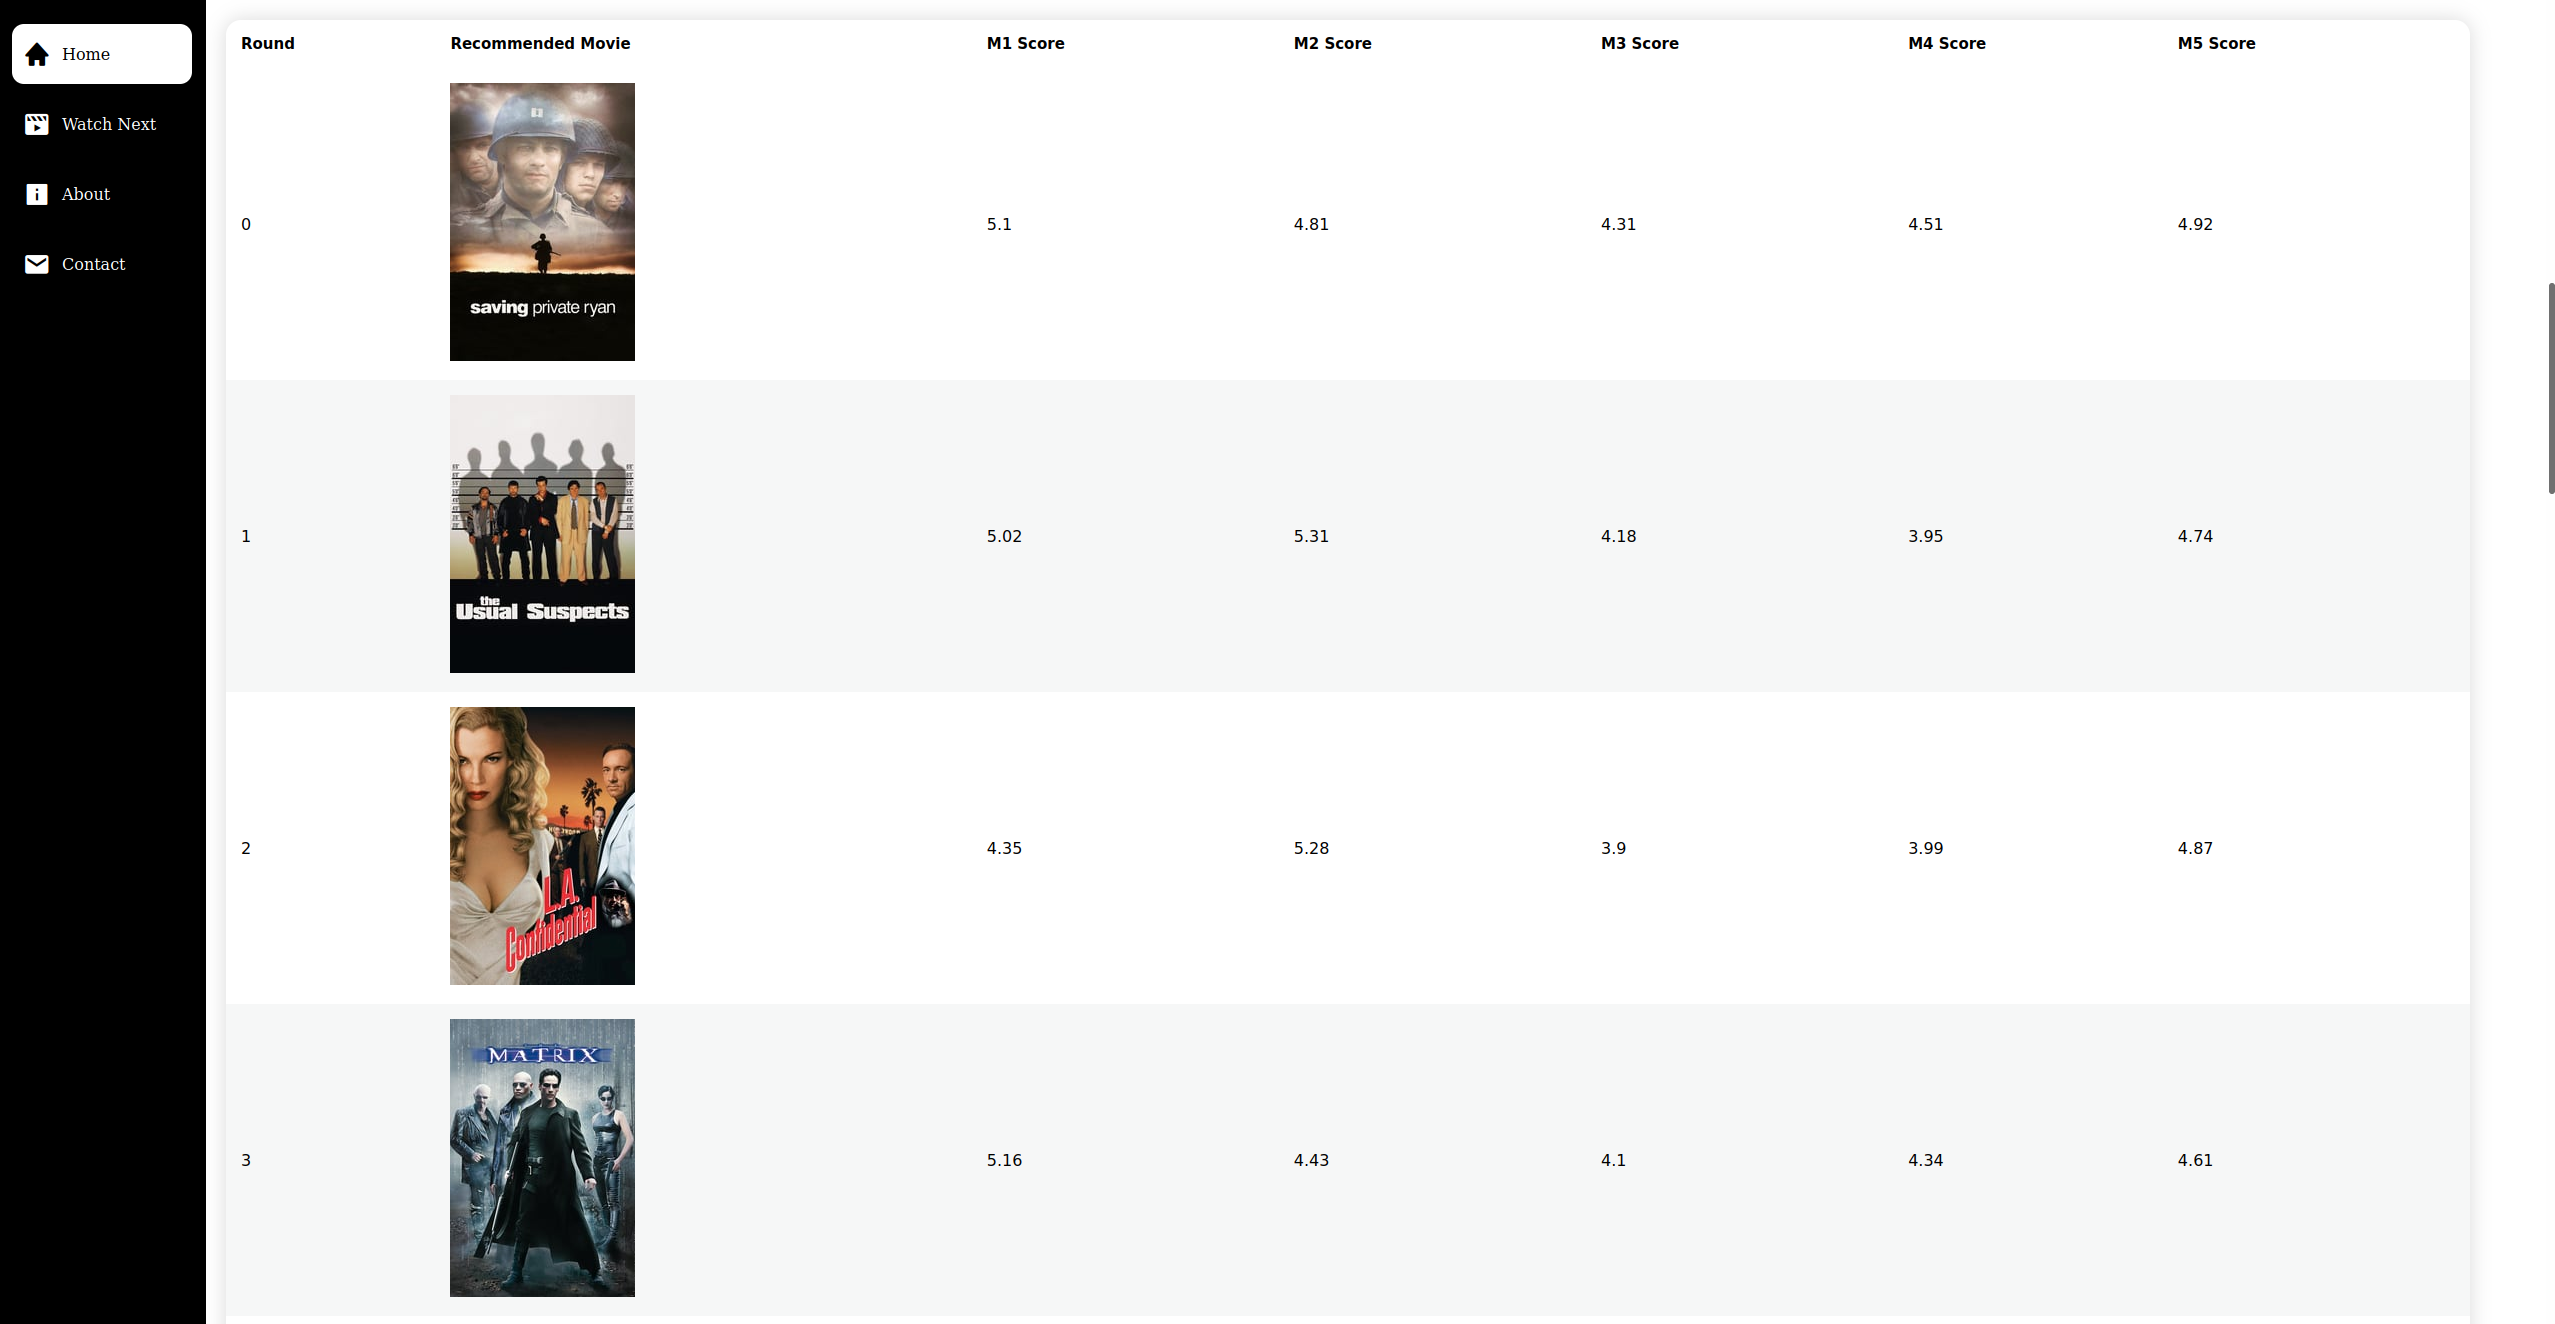 Home
Watch Next
About
Contact
Round Recommended Movie M1 Score M2 Score M3 Score M4 Score M5 Score
saving private ryan
0 5.1 4.81 4.31 4.51 4.92
the
Usual Suspects
1 5.02 5.31 4.18 3.95 4.74
L.A.
Confidential
2 4.35 5.28 3.9 3.99 4.87
MATRIX
3 5.16 4.43 4.1 4.34 4.61